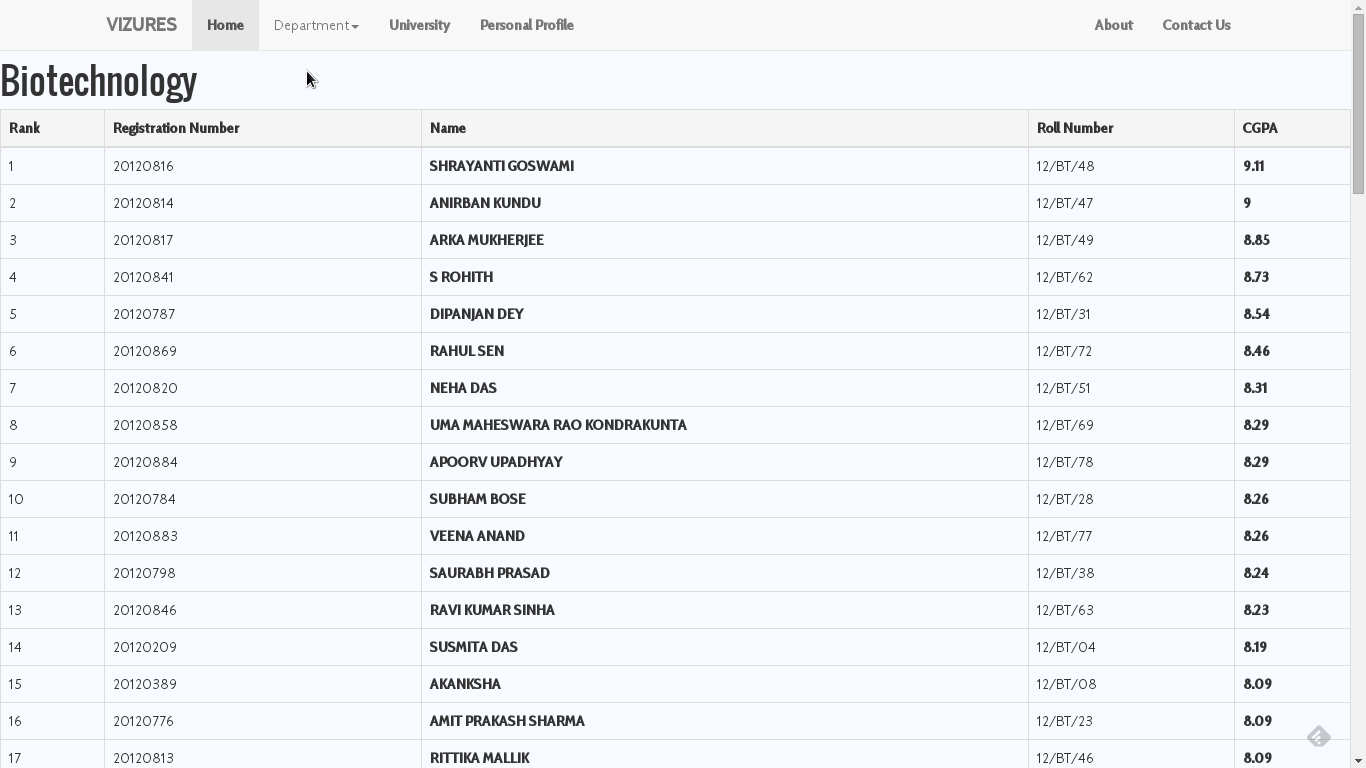 VIZURES Home Department University Personal Profile About Contact Us
Biotechnology
Rank Registration Number Name Roll Number CGPA
1 20120816 SHRAYANTI GOSWAMI 12/BT/48 9.11
2 20120814 ANIRBAN KUNDU 12/BT/47 9
3 20120817 ARKA MUKHERJEE 12/BT/49 8.85
4 20120841 S ROHITH 12/BT/62 8.73
5 20120787 DIPANJAN DEY 12/BT/31 8.54
6 20120869 RAHUL SEN 12/BT/72 8.46
7 20120820 NEHA DAS 12/BT/51 8.31
8 20120858 UMA MAHESWARA RAO KONDRAKUNTA 12/BT/69 8.29
9 20120884 APOORV UPADHYAY 12/BT/78 8.29
10 20120784 SUBHAM BOSE 12/BT/28 8.26
11 20120883 VEENA ANAND 12/BT/77 8.26
12 20120798 SAURABH PRASAD 12/BT/38 8.24
13 20120846 RAVI KUMAR SINHA 12/BT/63 8.23
14 20120209 SUSMITA DAS 12/BT/04 8.19
15 20120389 AKANKSHA 12/BT/08 8.09
16 20120776 AMIT PRAKASH SHARMA 12/BT/23 8.09
17 20120813 RITTIKA MALLIK 12/BT/46 8.09